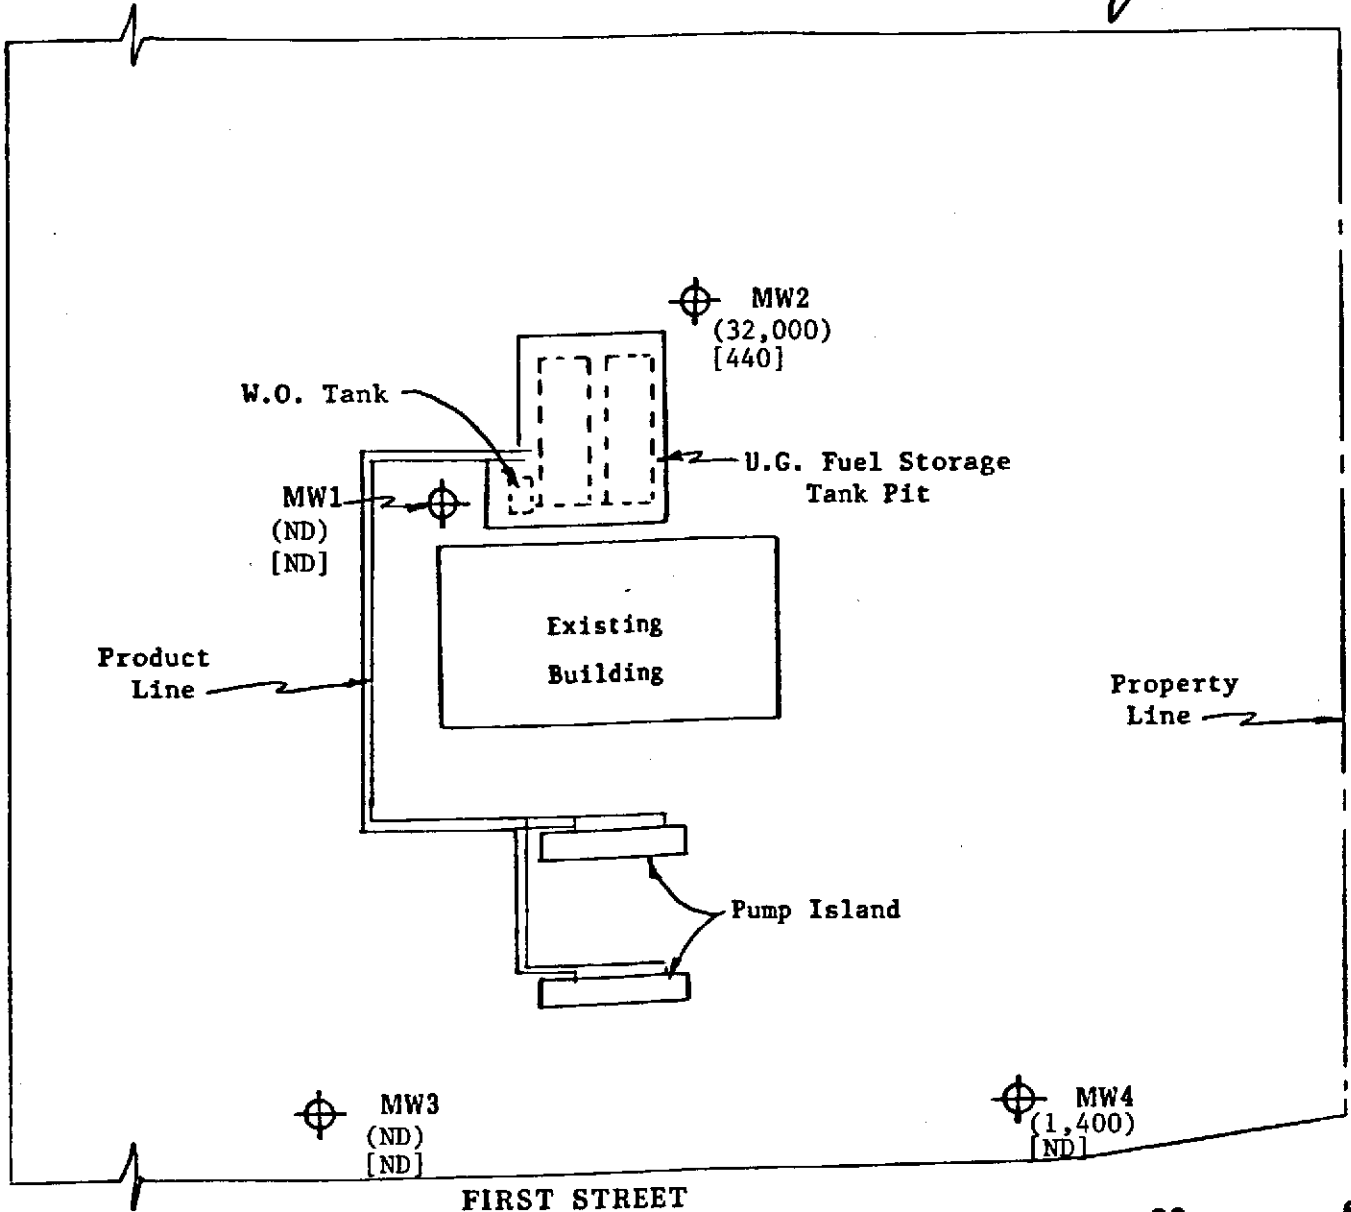 MW2
(32,000)
[440]
W.O. Tank
U.G. Fuel Storage
Tank Pit
MW1
(ND)
[ND]
Existing
Building
Product
Line
Property
Line
Pump Island
MW3
(ND)
[ND]
MW4
(1,400)
[ND]
FIRST STREET